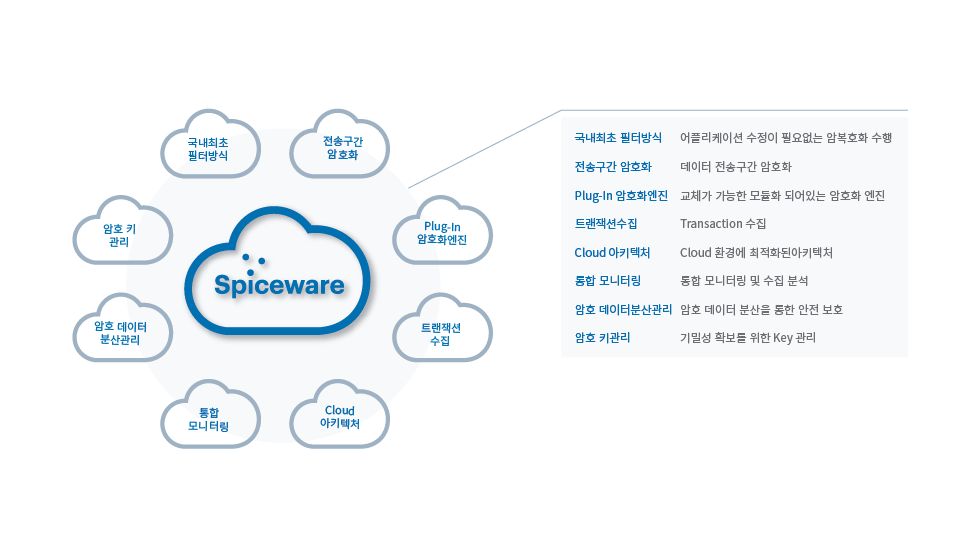 국내최초
필터방식
전송구간
암호화
암호 키
관리
Plug-In
암호화엔진
Spiceware
암호 데이터
분산관리
트랜잭션
수집
통합
모니터링
Cloud
아키텍처
국내최초 필터방식 어플리케이션 수정이 필요없는 암복호화 수행
전송구간 암호화 데이터 전송구간 암호화
Plug-In 암호화엔진 교체가 가능한 모듈화 되어있는 암호화 엔진
트랜잭션수집 Transaction 수집
Cloud 아키텍처 Cloud 환경에 최적화된아키텍처
통합 모니터링 통합 모니터링 및 수집 분석
암호 데이터분산관리 암호 데이터 분산을 통한 안전 보호
암호 키관리 기밀성 확보를 위한 Key 관리